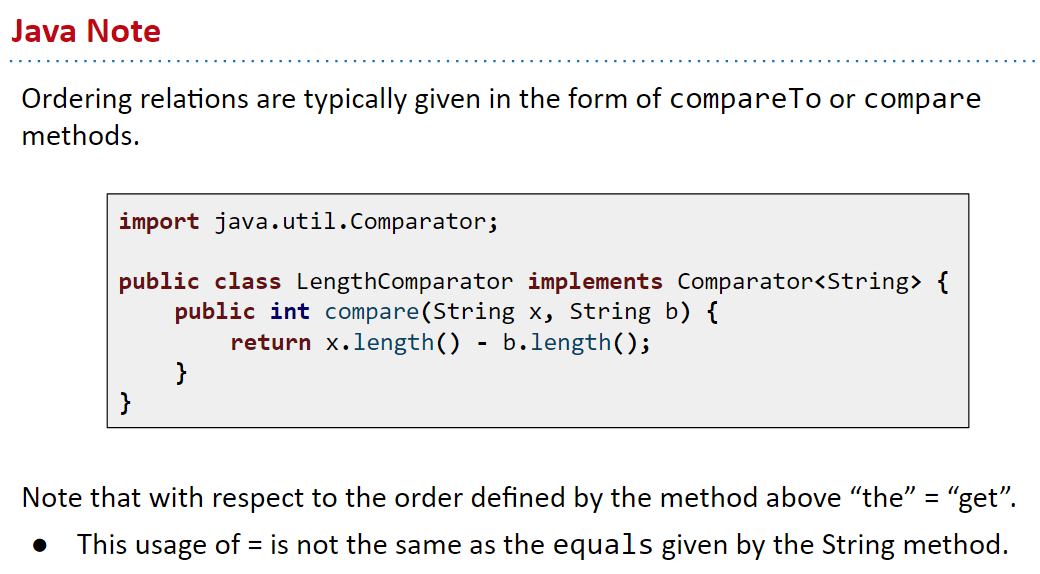 Java Note
Ordering relations are typically given in the form of compareTo or compare
methods.
import java.util.Comparator;
public class LengthComparator implements Comparator<String> {
    public int compare(String x, String b) {
        return x.length() - b.length();
    }
}
Note that with respect to the order defined by the method above “the” = “get”.
● This usage of = is not the same as the equals given by the String method.